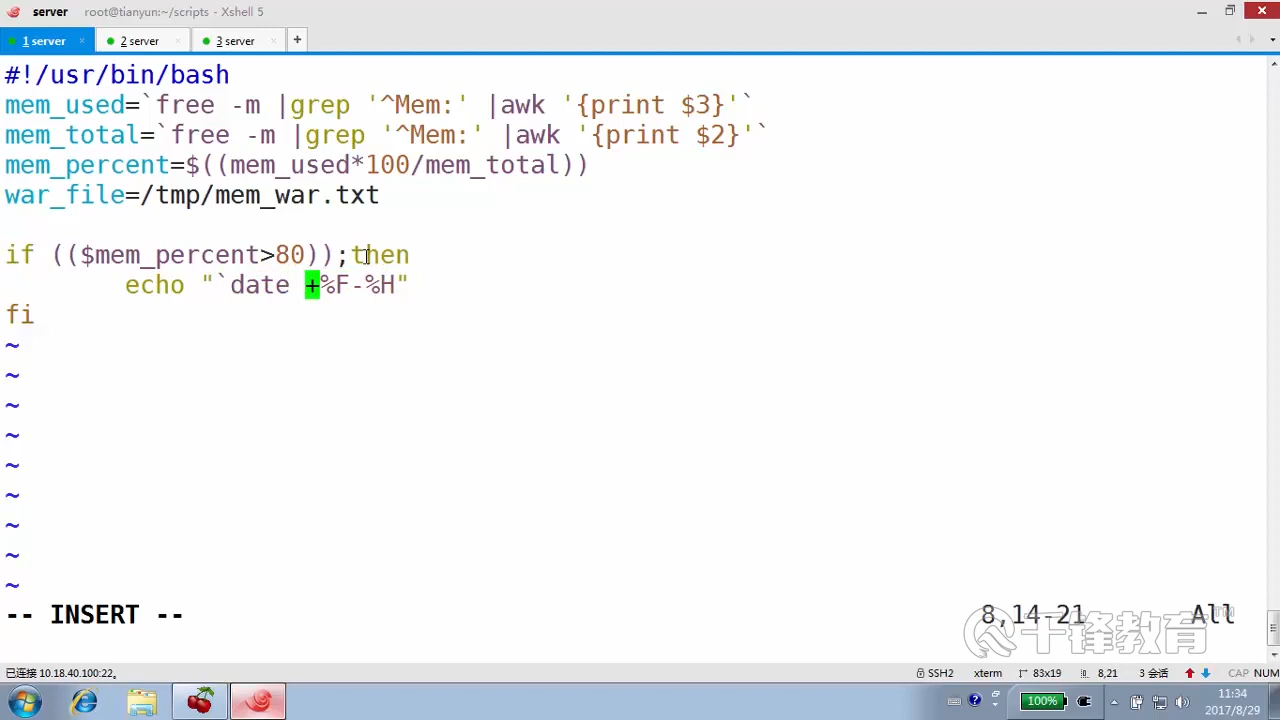 server root@tianyun:~/scripts - Xshell 5
1 server × 2 server × 3 server × +
#!/usr/bin/bash
mem_used=`free -m |grep '^Mem:' |awk '{print $3}'`
mem_total=`free -m |grep '^Mem:' |awk '{print $2}'`
mem_percent=$((mem_used*100/mem_total))
war_file=/tmp/mem_war.txt
if (($mem_percent>80));then
echo "`date +%F-%H"
fi
~
~
~
~
~
~
~
~
~
-- INSERT -- 8,14-21 All
千锋教育 TM
已连接 10.18.40.100:22。 SSH2 xterm 83x19 8,21 3 会话 CAP NUM
100% 11:34
2017/8/29